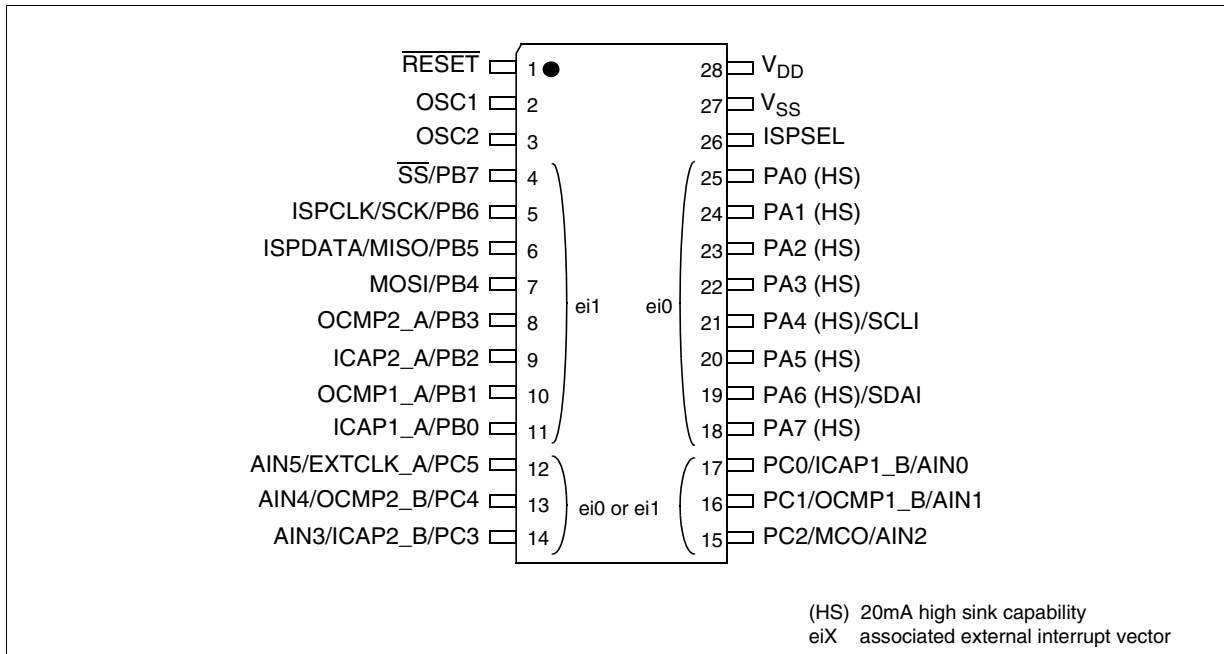 RESET 1 28 VDD
OSC1 2 27 VSS
OSC2 3 26 ISPSEL
SS/PB7 4 25 PA0 (HS)
ISPCLK/SCK/PB6 5 24 PA1 (HS)
ISPDATA/MISO/PB5 6 23 PA2 (HS)
MOSI/PB4 7 22 PA3 (HS)
ei1 ei0
OCMP2_A/PB3 8 21 PA4 (HS)/SCLI
ICAP2_A/PB2 9 20 PA5 (HS)
OCMP1_A/PB1 10 19 PA6 (HS)/SDAI
ICAP1_A/PB0 11 18 PA7 (HS)
AIN5/EXTCLK_A/PC5 12 17 PC0/ICAP1_B/AIN0
AIN4/OCMP2_B/PC4 13 ei0 or ei1 16 PC1/OCMP1_B/AIN1
AIN3/ICAP2_B/PC3 14 15 PC2/MCO/AIN2
(HS) 20mA high sink capability
eiX associated external interrupt vector